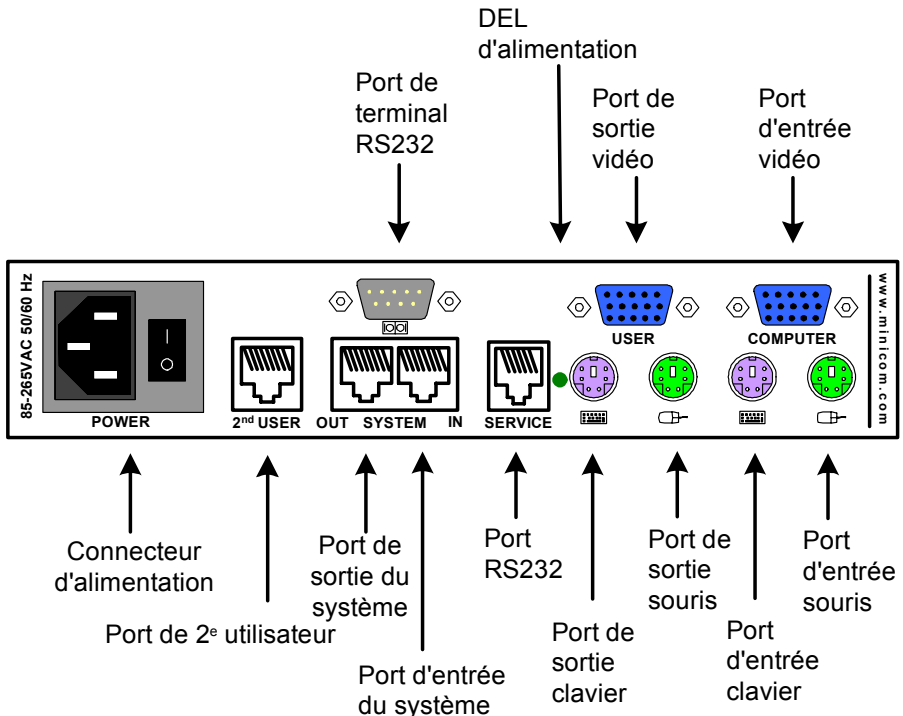 DEL
d'alimentation
Port de
terminal
RS232
Port de
sortie
vidéo
Port
d'entrée
vidéo
85-265VAC 50/60 Hz
POWER
2nd USER
OUT SYSTEM IN
SERVICE
USER
COMPUTER
www.minicom.com
Connecteur
d'alimentation
Port de 2e utilisateur
Port de
sortie du
système
Port d'entrée
du système
Port
RS232
Port de
sortie
clavier
Port de
sortie
souris
Port
d'entrée
clavier
Port
d'entrée
souris